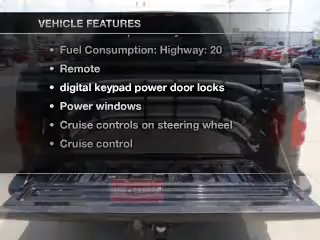 VEHICLE FEATURES
• Fuel Consumption: Highway: 20
• Remote
• digital keypad power door locks
• Power windows
• Cruise controls on steering wheel
• Cruise control